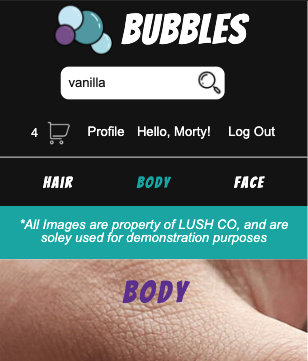 BUBBLES
vanilla
4 Profile Hello, Morty! Log Out
HAIR BODY FACE
*All Images are property of LUSH CO, and are
soley used for demonstration purposes
BODY